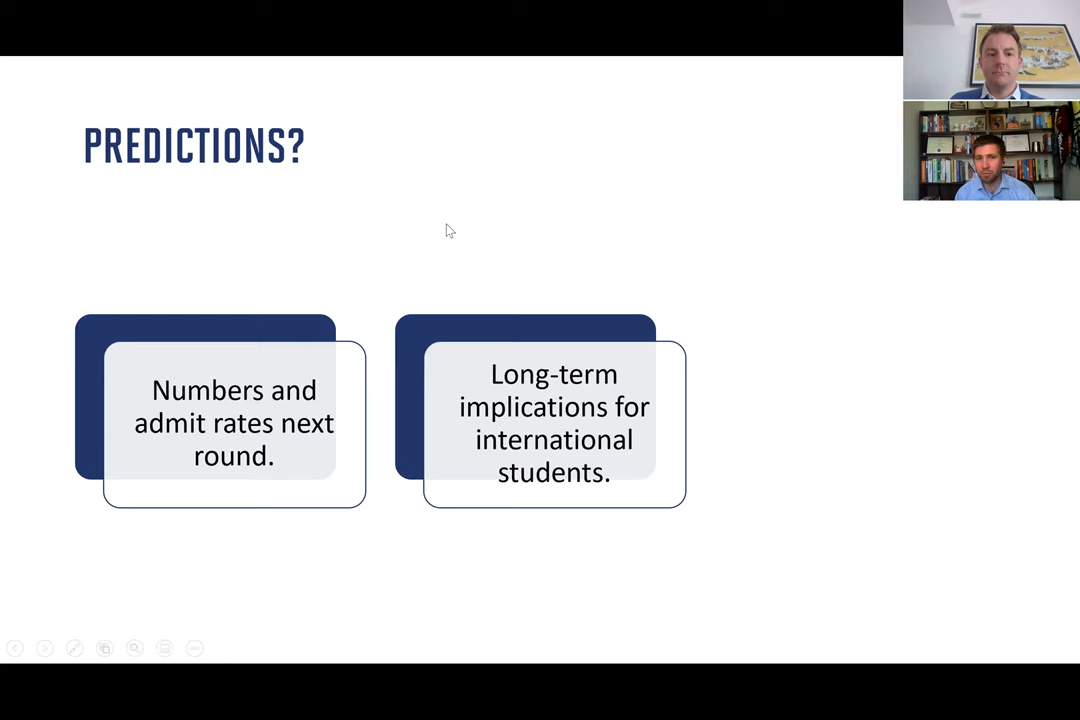 PREDICTIONS?
Numbers and
admit rates next
round.
Long-term
implications for
international
students.